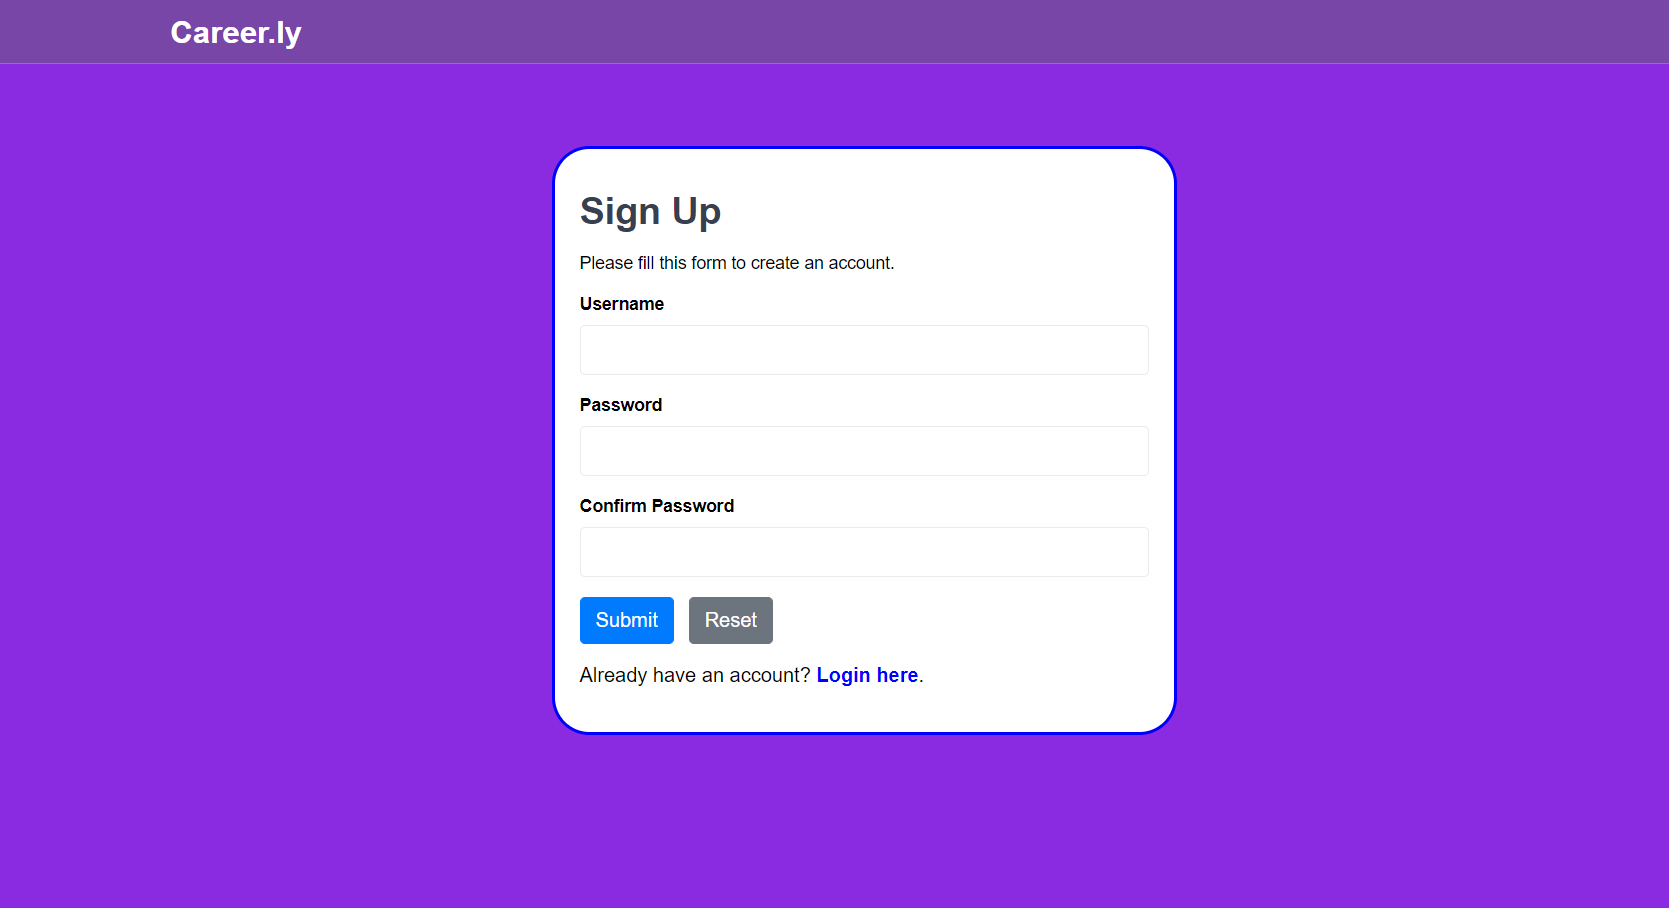 Career.ly
Sign Up
Please fill this form to create an account.
Username
Password
Confirm Password
Submit Reset
Already have an account? Login here.